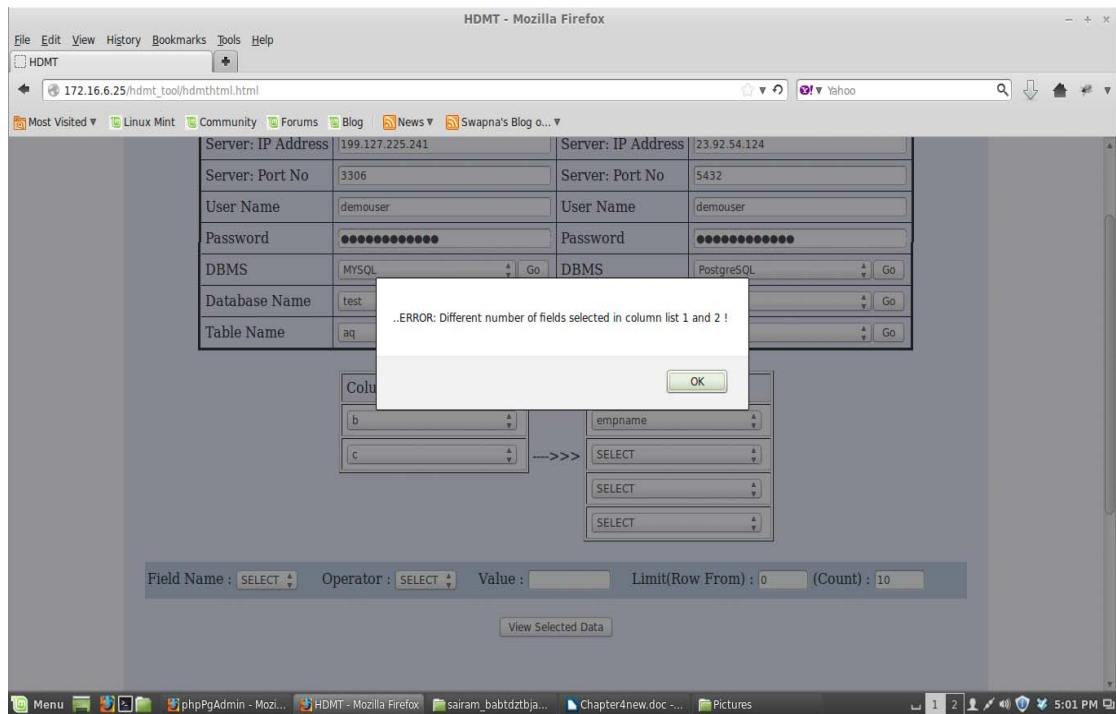 HDMT - Mozilla Firefox
File Edit View History Bookmarks Tools Help
HDMT
172.16.6.25/hdmt_tool/hdmthtml.html
Yahoo
Most Visited Linux Mint Community Forums Blog News Swapna's Blog o...
Server: IP Address 199.127.225.241 Server: IP Address 23.92.54.124
Server: Port No 3306 Server: Port No 5432
User Name demouser User Name demouser
Password ●●●●●●●●●●●● Password ●●●●●●●●●●●●
DBMS MYSQL Go DBMS PostgreSQL Go
Database Name test Go
Table Name aq Go
..ERROR: Different number of fields selected in column list 1 and 2 !
OK
Colu
b empname
c ---->>> SELECT
SELECT
SELECT
Field Name : SELECT Operator : SELECT Value : Limit(Row From) : 0 (Count) : 10
View Selected Data
Menu phpPgAdmin - Mozi... HDMT - Mozilla Firefox sairam_babtdztbja... Chapter4new.doc -... Pictures 1 2 5:01 PM